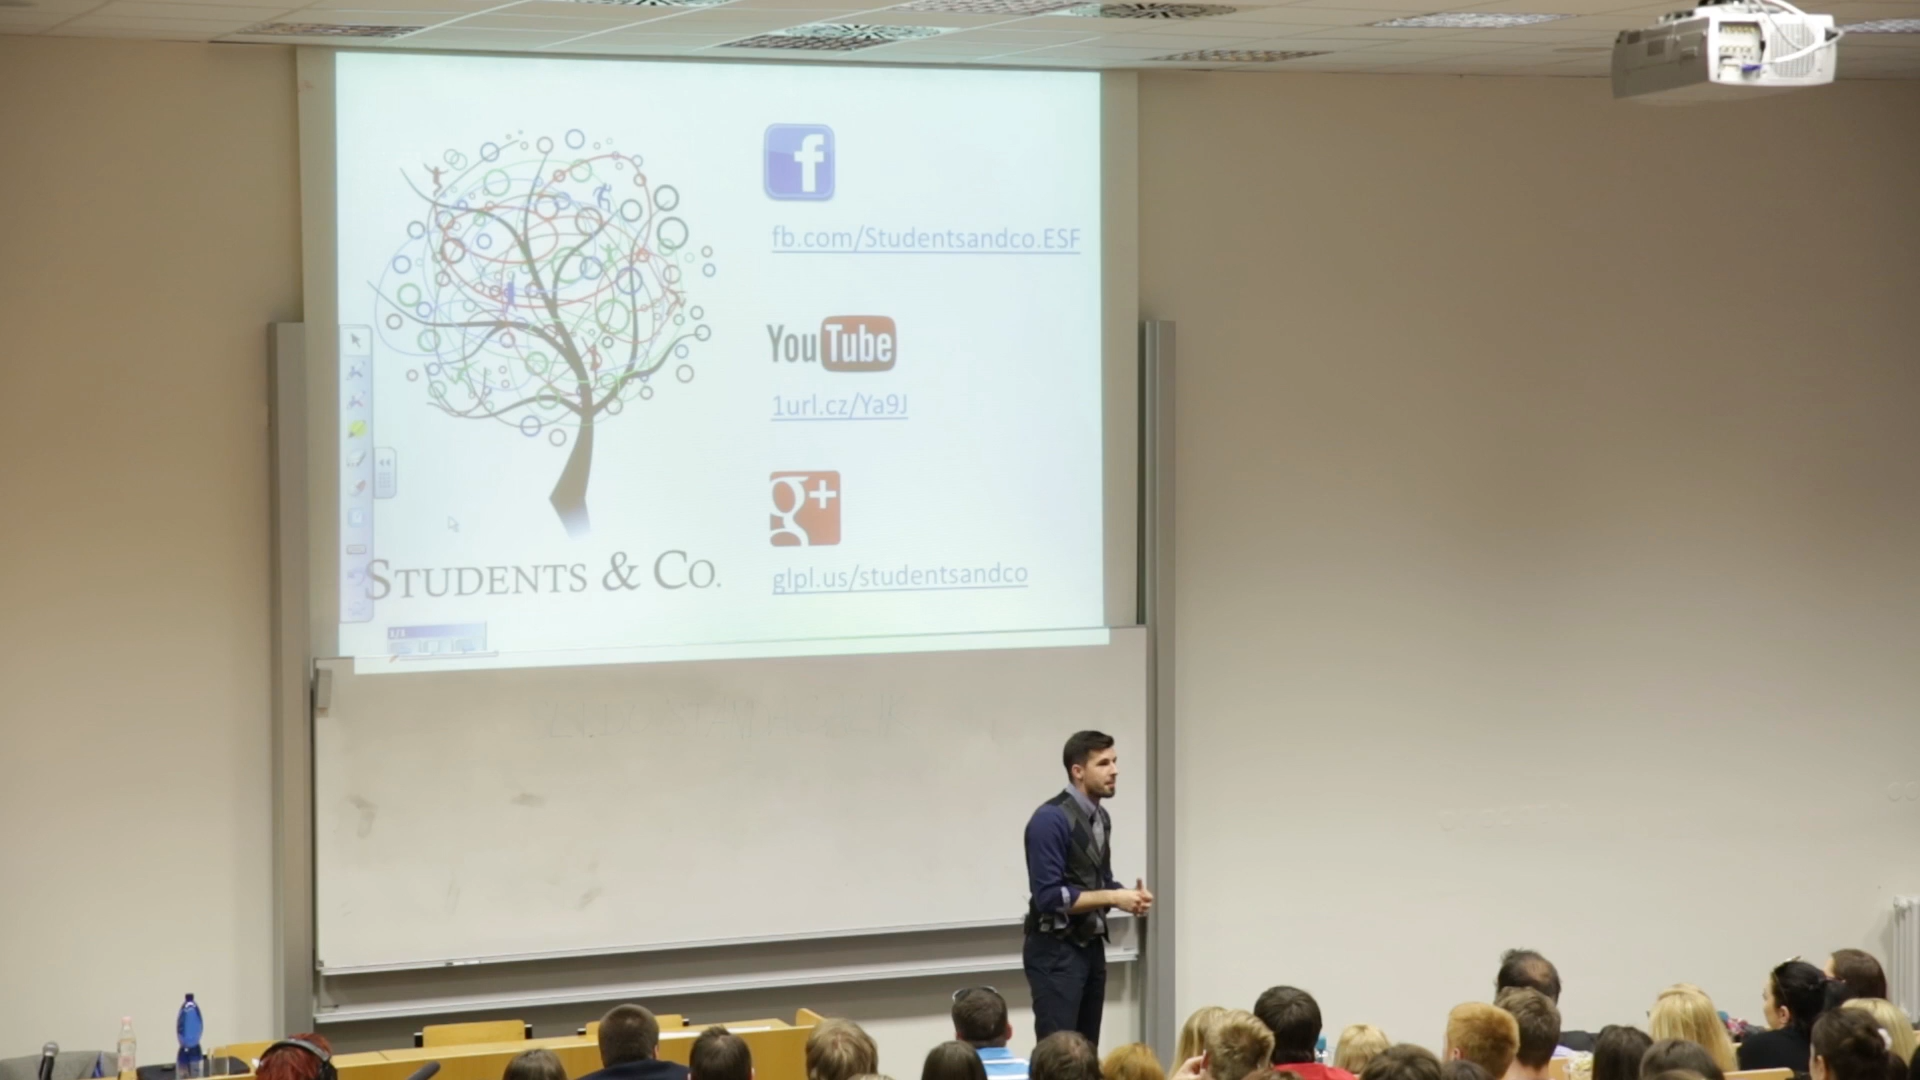 f
fb.com/Studentsandco.ESF
YouTube
1url.cz/Ya9J
g+
glpl.us/studentsandco
STUDENTS & CO.